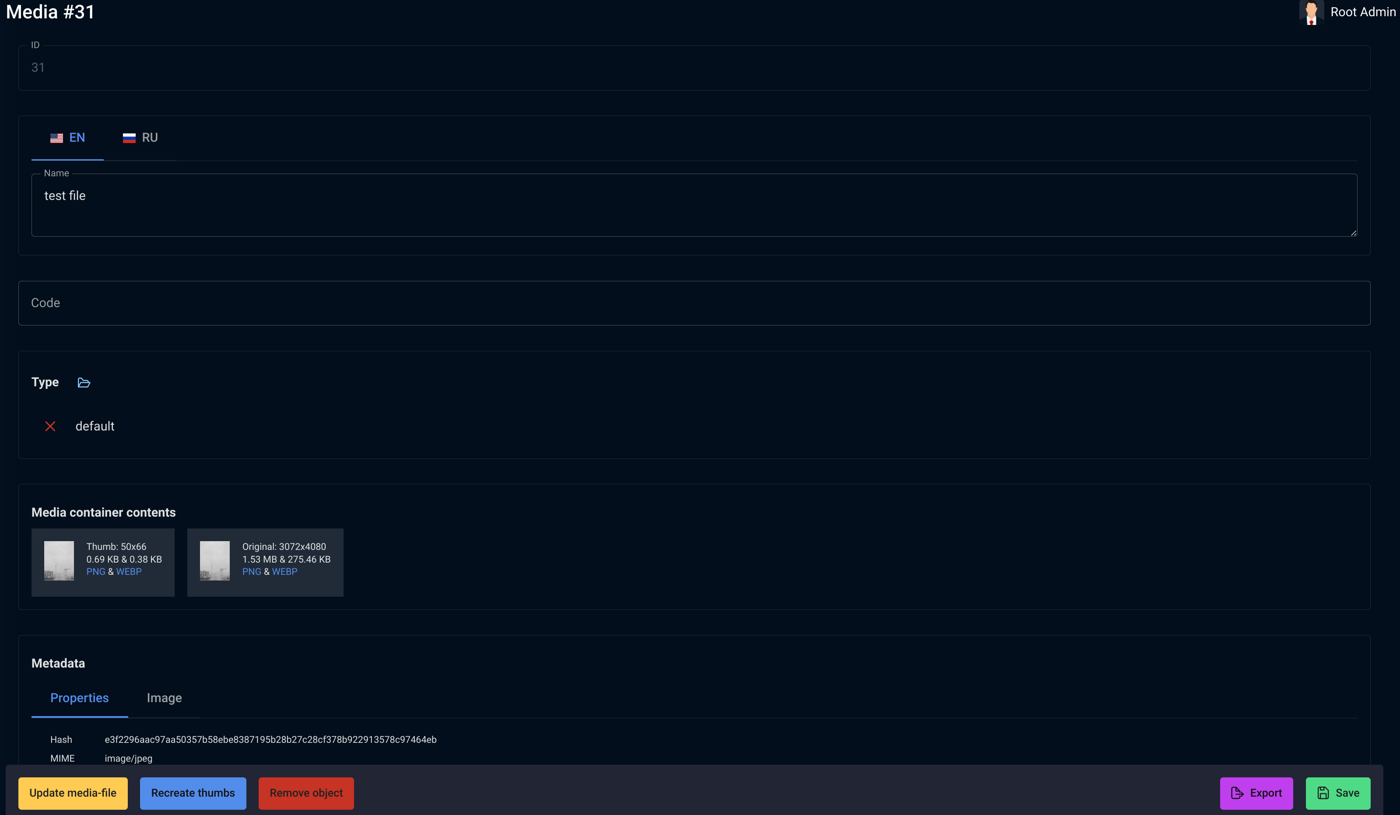 Media #31
Root Admin
ID
31
EN
RU
Name
test file
Code
Type
default
Media container contents
Thumb: 50x66
0.69 KB & 0.38 KB
PNG & WEBP
Original: 3072x4080
1.53 MB & 275.46 KB
PNG & WEBP
Metadata
Properties
Image
Hash e3f2296aac97aa50357b58ebe8387195b28b27c28cf378b922913578c97464eb
MIME image/jpeg
Update media-file
Recreate thumbs
Remove object
Export
Save